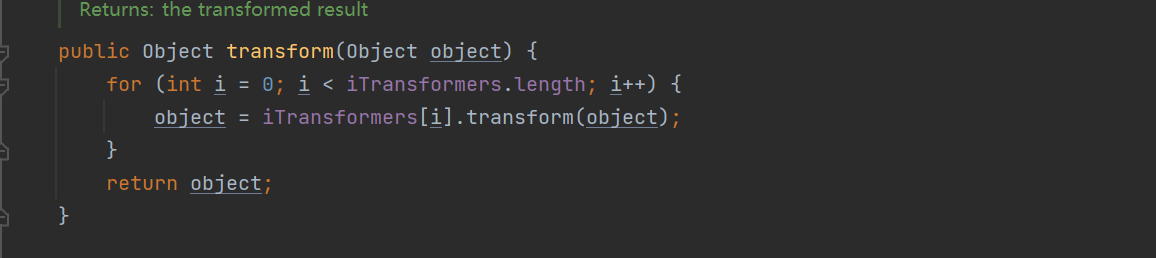 Returns: the transformed result
public Object transform(Object object) {
for (int i = 0; i < iTransformers.length; i++) {
object = iTransformers[i].transform(object);
}
return object;
}